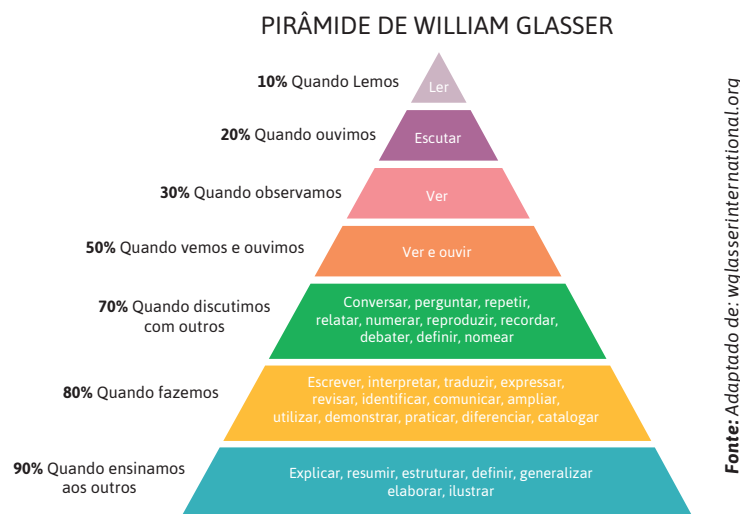 PIRÂMIDE DE WILLIAM GLASSER
10% Quando Lemos
Ler
20% Quando ouvimos
Escutar
30% Quando observamos
Ver
50% Quando vemos e ouvimos
Ver e ouvir
70% Quando discutimos
com outros
Conversar, perguntar, repetir,
relatar, numerar, reproduzir, recordar,
debater, definir, nomear
80% Quando fazemos
Escrever, interpretar, traduzir, expressar,
revisar, identificar, comunicar, ampliar,
utilizar, demonstrar, praticar, diferenciar, catalogar
90% Quando ensinamos
aos outros
Explicar, resumir, estruturar, definir, generalizar
elaborar, ilustrar
Fonte: Adaptado de: wglasserinternational.org